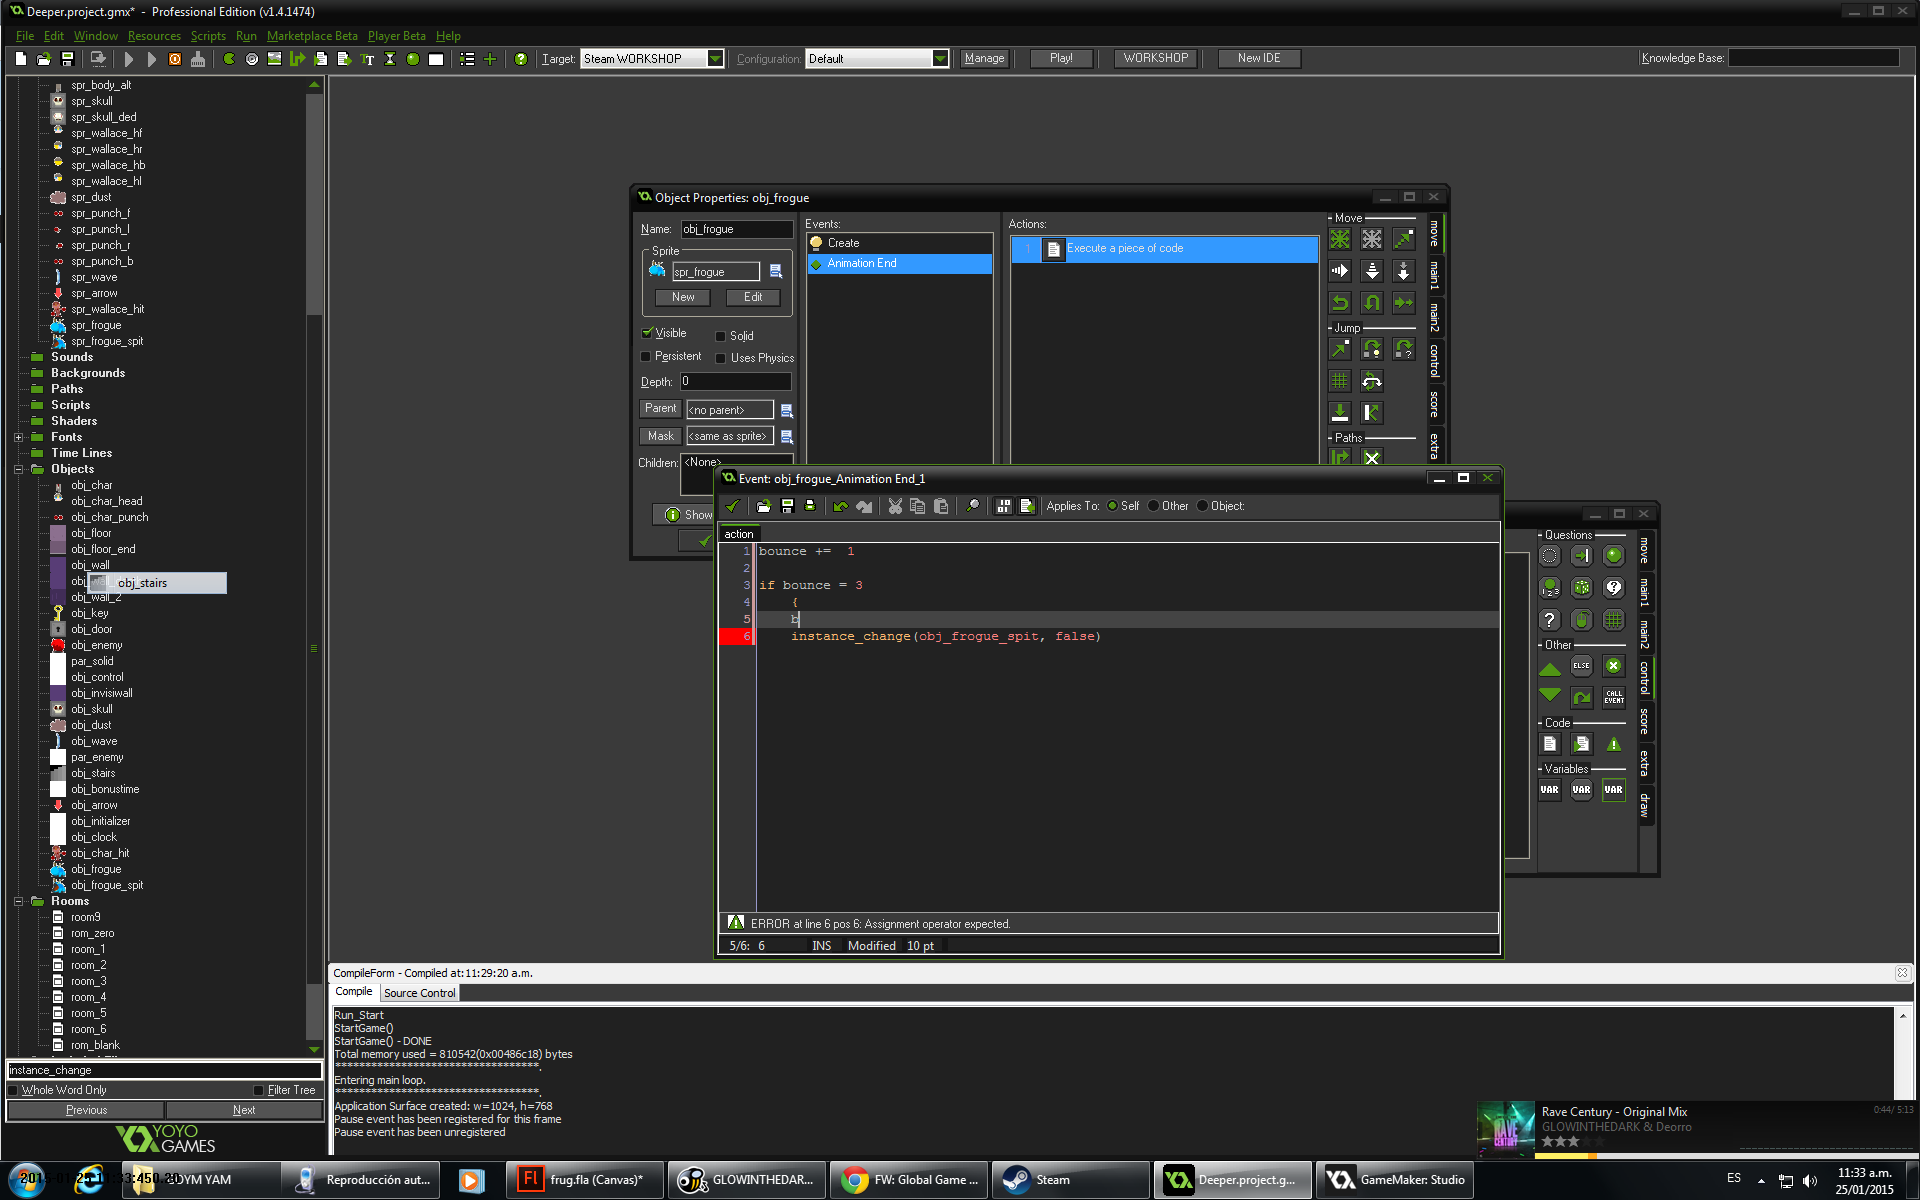 Deeper.project.gmx* - Professional Edition (v1.4.1474)
File Edit Window Resources Scripts Run Marketplace Beta Player Beta Help
Target: Steam WORKSHOP Configuration: Default Manage Play! WORKSHOP New IDE Knowledge Base:
spr_body_alt
spr_skull
spr_skull_ded
spr_wallace_hf
spr_wallace_hr
spr_wallace_hb
spr_wallace_hl
spr_dust
spr_punch_f
spr_punch_l
spr_punch_r
spr_punch_b
spr_wave
spr_arrow
spr_wallace_hit
spr_frogue
spr_frogue_spit
Sounds
Backgrounds
Paths
Scripts
Shaders
Fonts
Time Lines
Objects
obj_char
obj_char_head
obj_char_punch
obj_floor
obj_floor_end
obj_wall
obj_stairs
obj_wall_2
obj_key
obj_door
obj_enemy
par_solid
obj_control
obj_invisiwall
obj_skull
obj_dust
obj_wave
par_enemy
obj_stairs
obj_bonustime
obj_arrow
obj_initializer
obj_clock
obj_char_hit
obj_frogue
obj_frogue_spit
Rooms
room9
rom_zero
room_1
room_2
room_3
room_4
room_5
room_6
rom_blank
instance_change
Whole Word Only Filter Tree
Previous Next
YOYO GAMES
Object Properties: obj_frogue
Name: obj_frogue
Sprite
spr_frogue
New Edit
Visible Solid
Persistent Uses Physics
Depth: 0
Parent <no parent>
Mask <same as sprite>
Children: <None>
Show
Events:
Create
Animation End
Actions:
1 Execute a piece of code
Move
Jump
Paths
move
main1
main2
control
score
extra
Event: obj_frogue_Animation End_1
Applies To: Self Other Object:
action
1 bounce += 1
2
3 if bounce = 3
4 {
5 b
6 instance_change(obj_frogue_spit, false)
ERROR at line 6 pos 6: Assignment operator expected.
5/6: 6 INS Modified 10 pt
Questions
Other
ELSE
CALL EVENT
Code
Variables
VAR VAR VAR
move
main1
main2
control
score
extra
draw
CompileForm - Compiled at: 11:29:20 a.m.
Compile Source Control
Run_Start
StartGame()
StartGame() - DONE
Total memory used = 810542(0x00486c18) bytes
***********************************.
Entering main loop.
***********************************.
Application Surface created: w=1024, h=768
Pause event has been registered for this frame
Pause event has been unregistered
RAVE CENTURY
Rave Century - Original Mix 0:44/ 5:13
GLOWINTHEDARK & Deorro
YAM Reproducción aut... frug.fla (Canvas)* GLOWINTHEDAR... FW: Global Game ... Steam Deeper.project.g... GameMaker: Studio ES
11:33 a.m.
25/01/2015